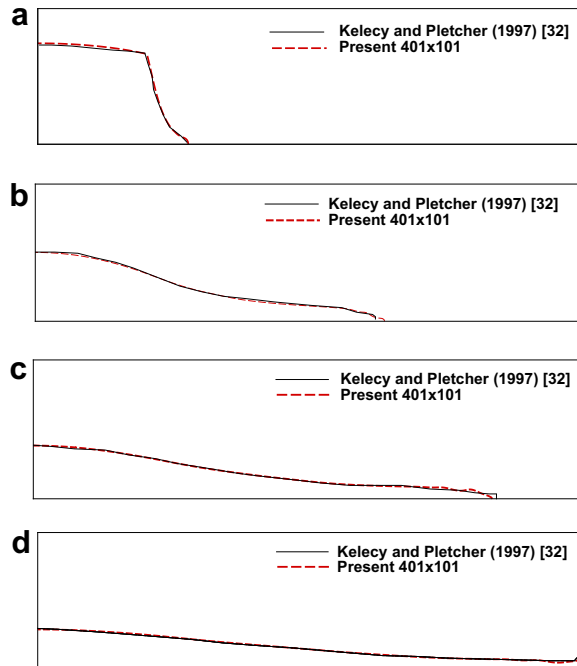 a
Kelecy and Pletcher (1997) [32]
Present 401x101
b
Kelecy and Pletcher (1997) [32]
Present 401x101
c
Kelecy and Pletcher (1997) [32]
Present 401x101
d
Kelecy and Pletcher (1997) [32]
Present 401x101